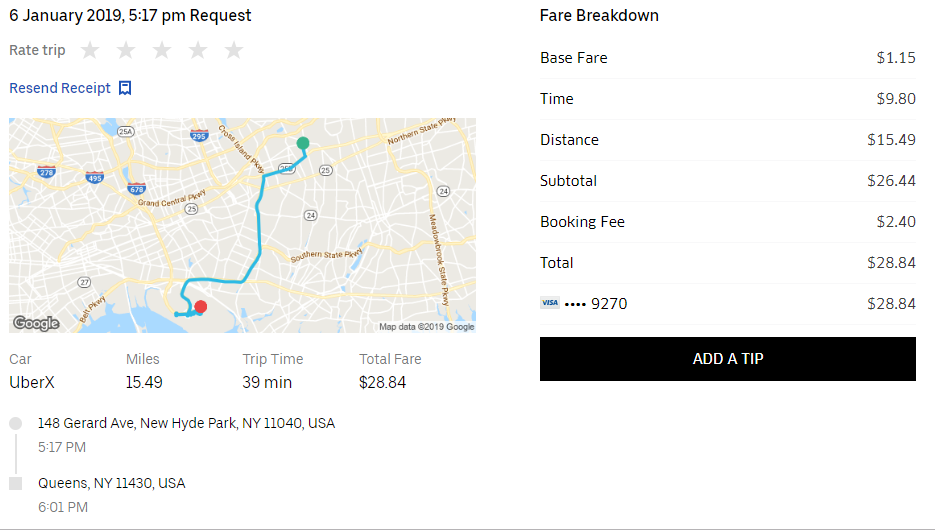 6 January 2019, 5:17 pm Request
Rate trip
Resend Receipt
25A
295
Cross Island Pkwy
Northern State Pkwy
278
495
678
25B
25
Grand Central Pkwy
25
24
24
Meadowbrook State Pkwy
Southern State Pkwy
27
Belt Pkwy
Google
Map data ©2019 Google
Car Miles Trip Time Total Fare
UberX 15.49 39 min $28.84
148 Gerard Ave, New Hyde Park, NY 11040, USA
5:17 PM
Queens, NY 11430, USA
6:01 PM
Fare Breakdown
Base Fare $1.15
Time $9.80
Distance $15.49
Subtotal $26.44
Booking Fee $2.40
Total $28.84
VISA •••• 9270 $28.84
ADD A TIP